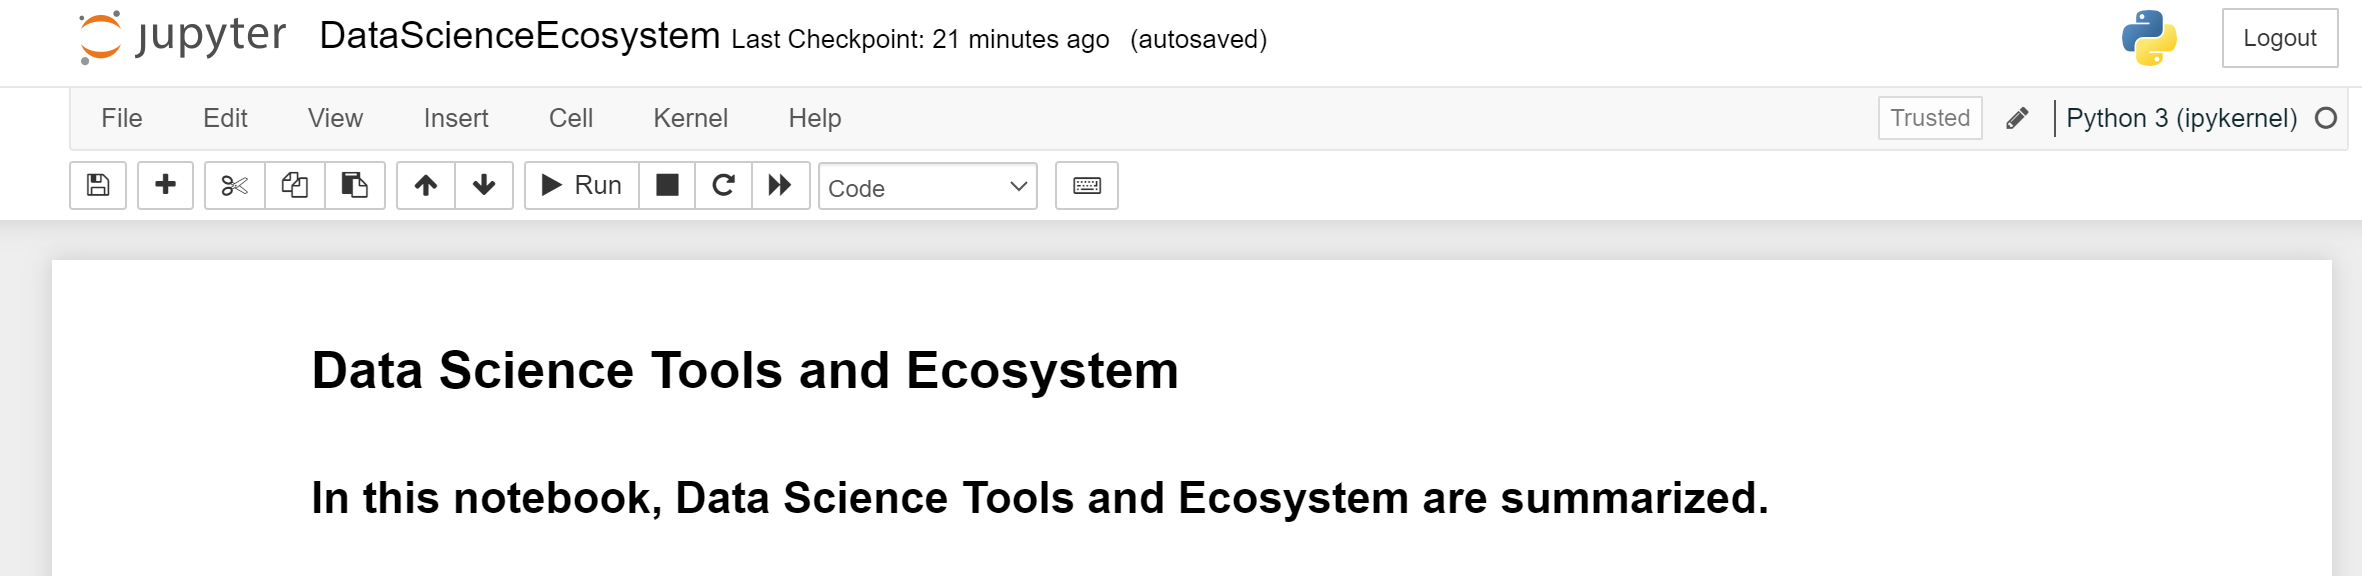 jupyter DataScienceEcosystem Last Checkpoint: 21 minutes ago (autosaved) Logout
File Edit View Insert Cell Kernel Help Trusted Python 3 (ipykernel)
Run Code
Data Science Tools and Ecosystem
In this notebook, Data Science Tools and Ecosystem are summarized.